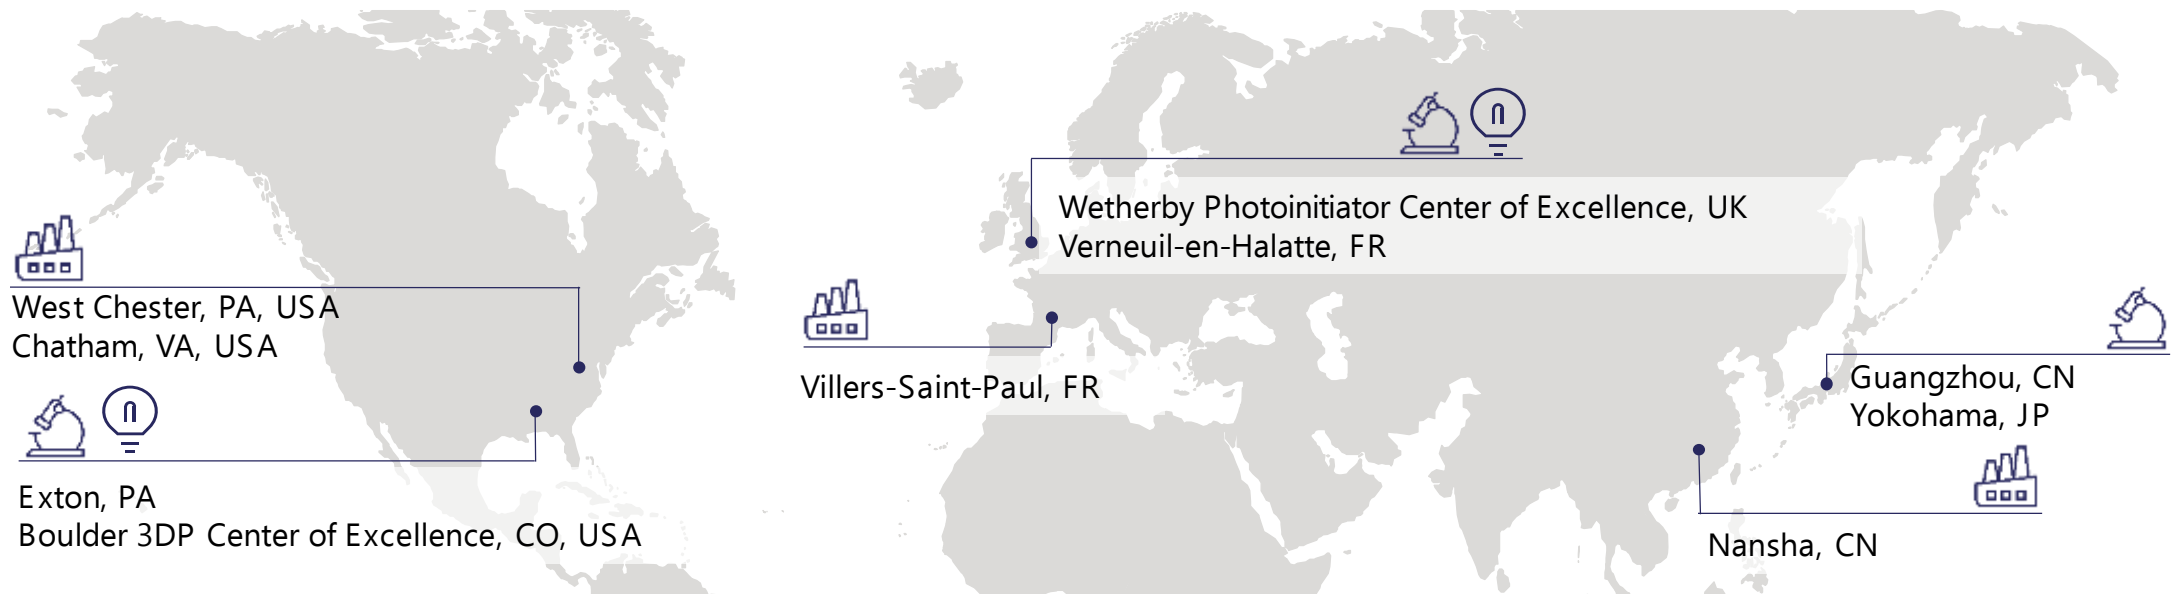 West Chester, PA, USA
Chatham, VA, USA
Exton, PA
Boulder 3DP Center of Excellence, CO, USA
Wetherby Photoinitiator Center of Excellence, UK
Verneuil-en-Halatte, FR
Villers-Saint-Paul, FR
Guangzhou, CN
Yokohama, JP
Nansha, CN